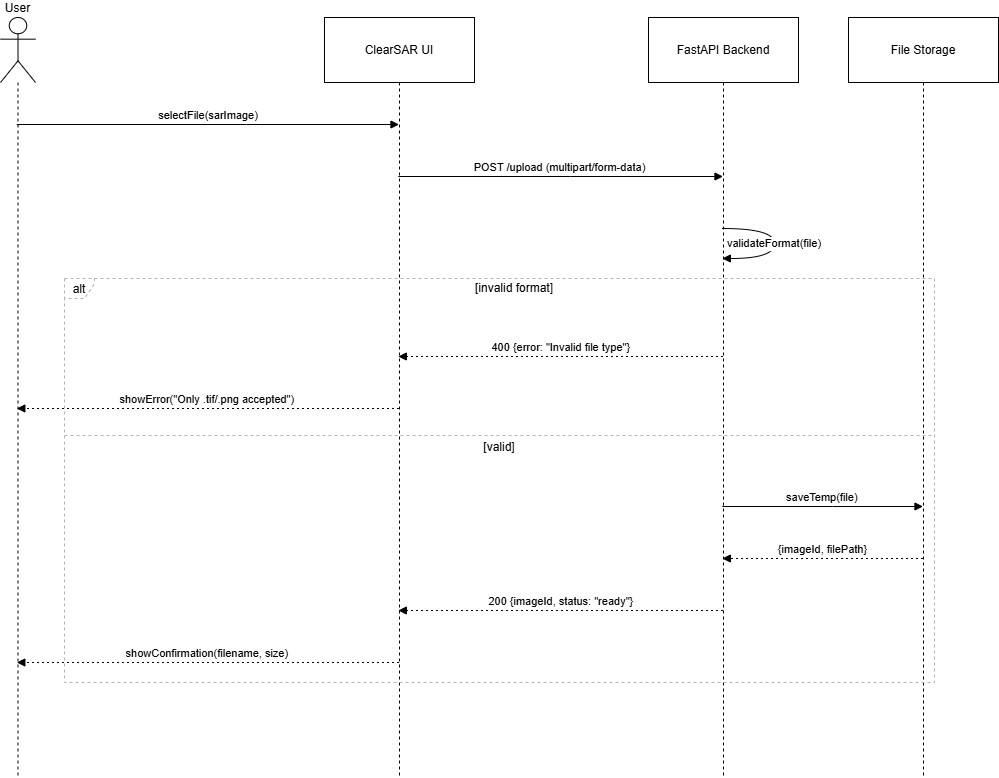 User
ClearSAR UI
FastAPI Backend
File Storage
selectFile(sarImage)
POST /upload (multipart/form-data)
validateFormat(file)
alt
[invalid format]
400 {error: "Invalid file type"}
showError("Only .tif/.png accepted")
[valid]
saveTemp(file)
{imageId, filePath}
200 {imageId, status: "ready"}
showConfirmation(filename, size)